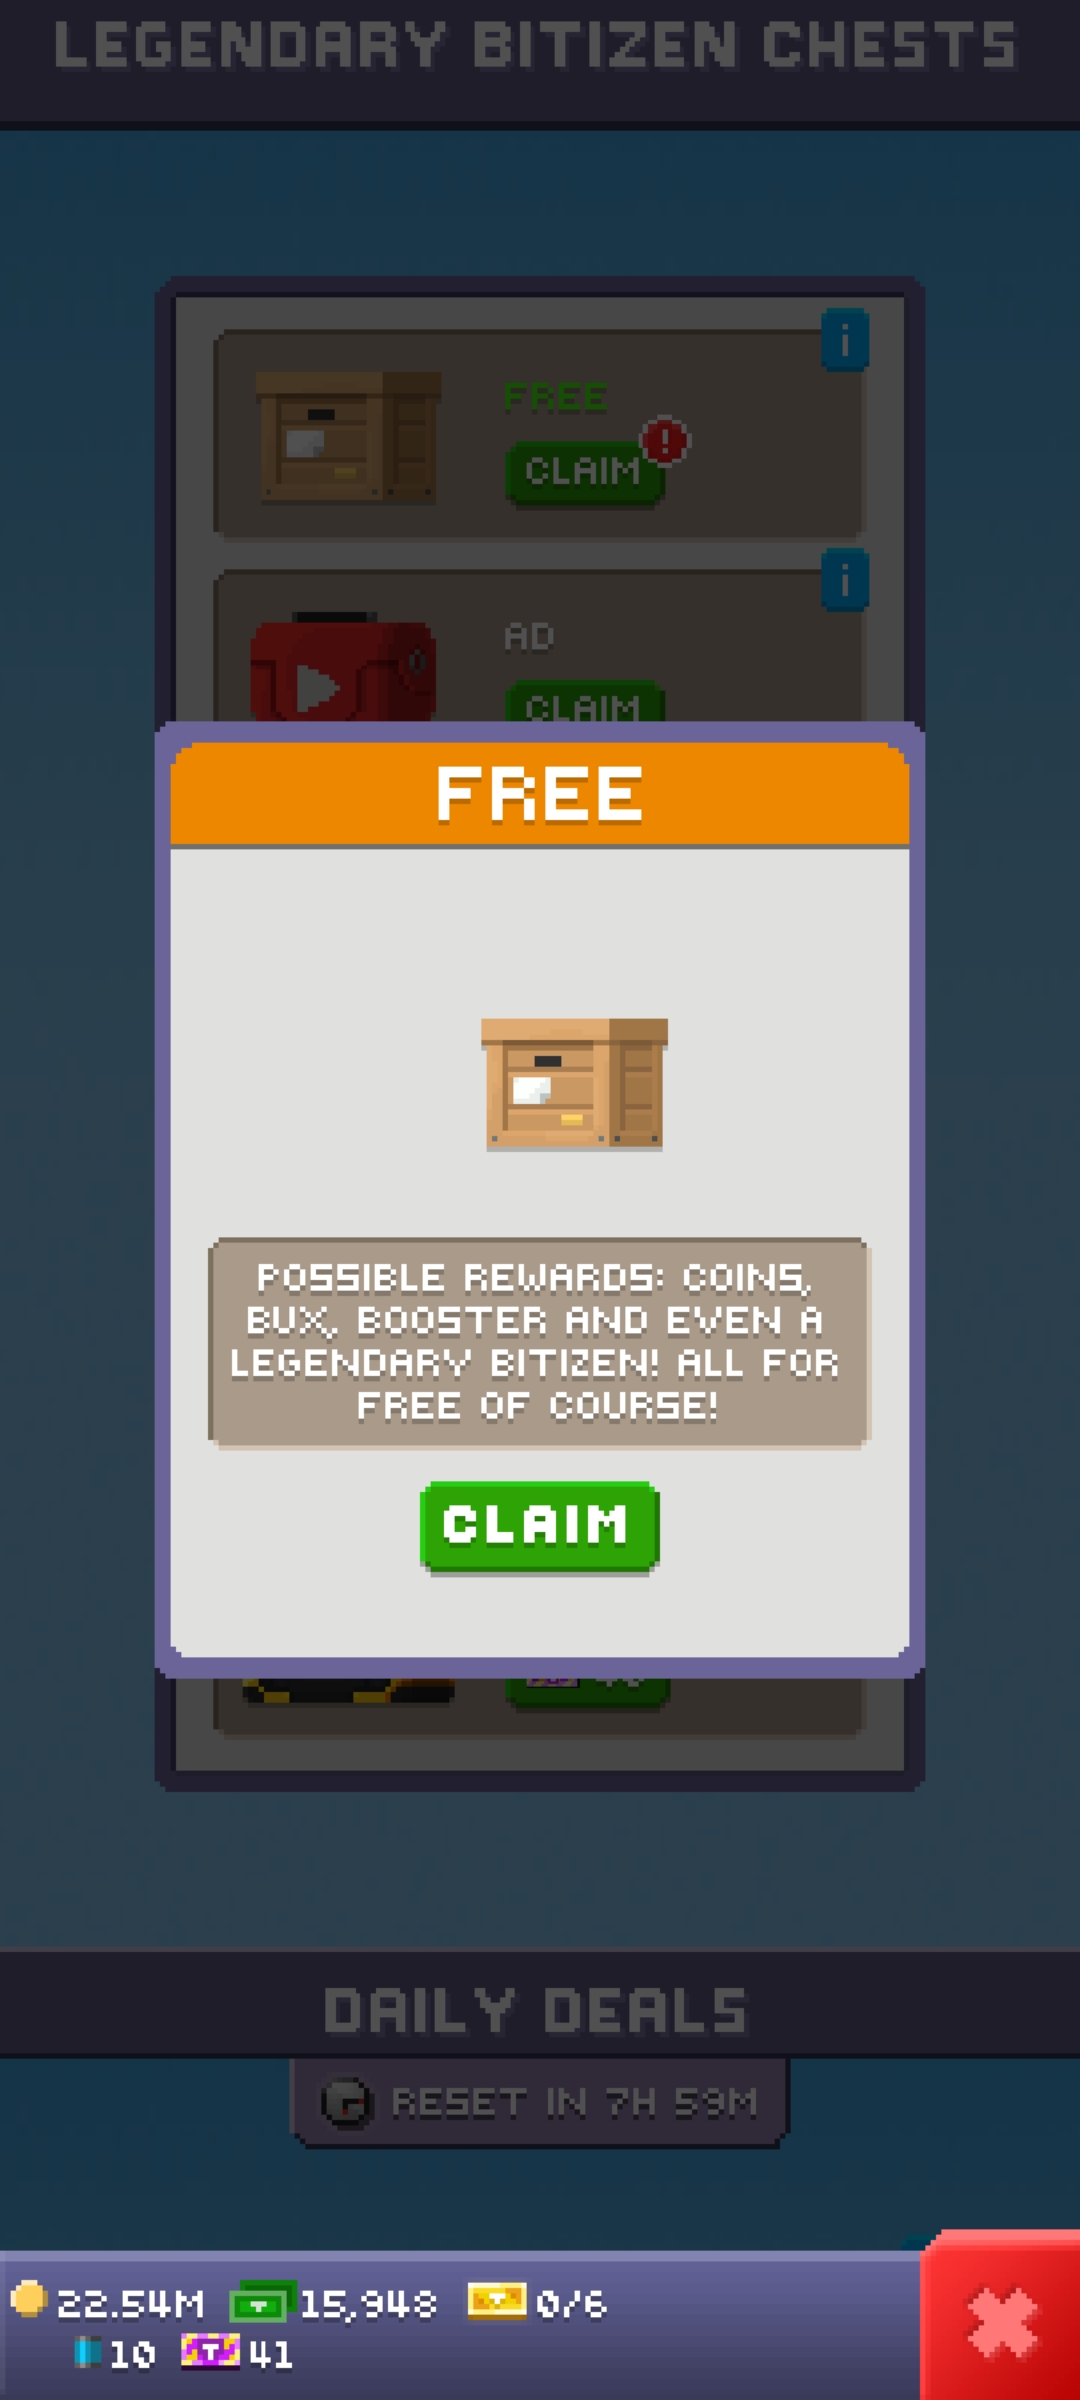 LEGENDARY BITIZEN CHESTS
i
FREE
!
CLAIM
i
AD
CLAIM
FREE
POSSIBLE REWARDS: COINS,
BUX, BOOSTER AND EVEN A
LEGENDARY BITIZEN! ALL FOR
FREE OF COURSE!
CLAIM
DAILY DEALS
RESET IN 7H 59M
22.54M 15,948 0/6
10 41